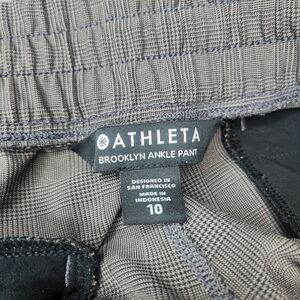 ATHLETA
BROOKLYN ANKLE PANT
DESIGNED IN
SAN FRANCISCO
MADE IN
INDONESIA
10